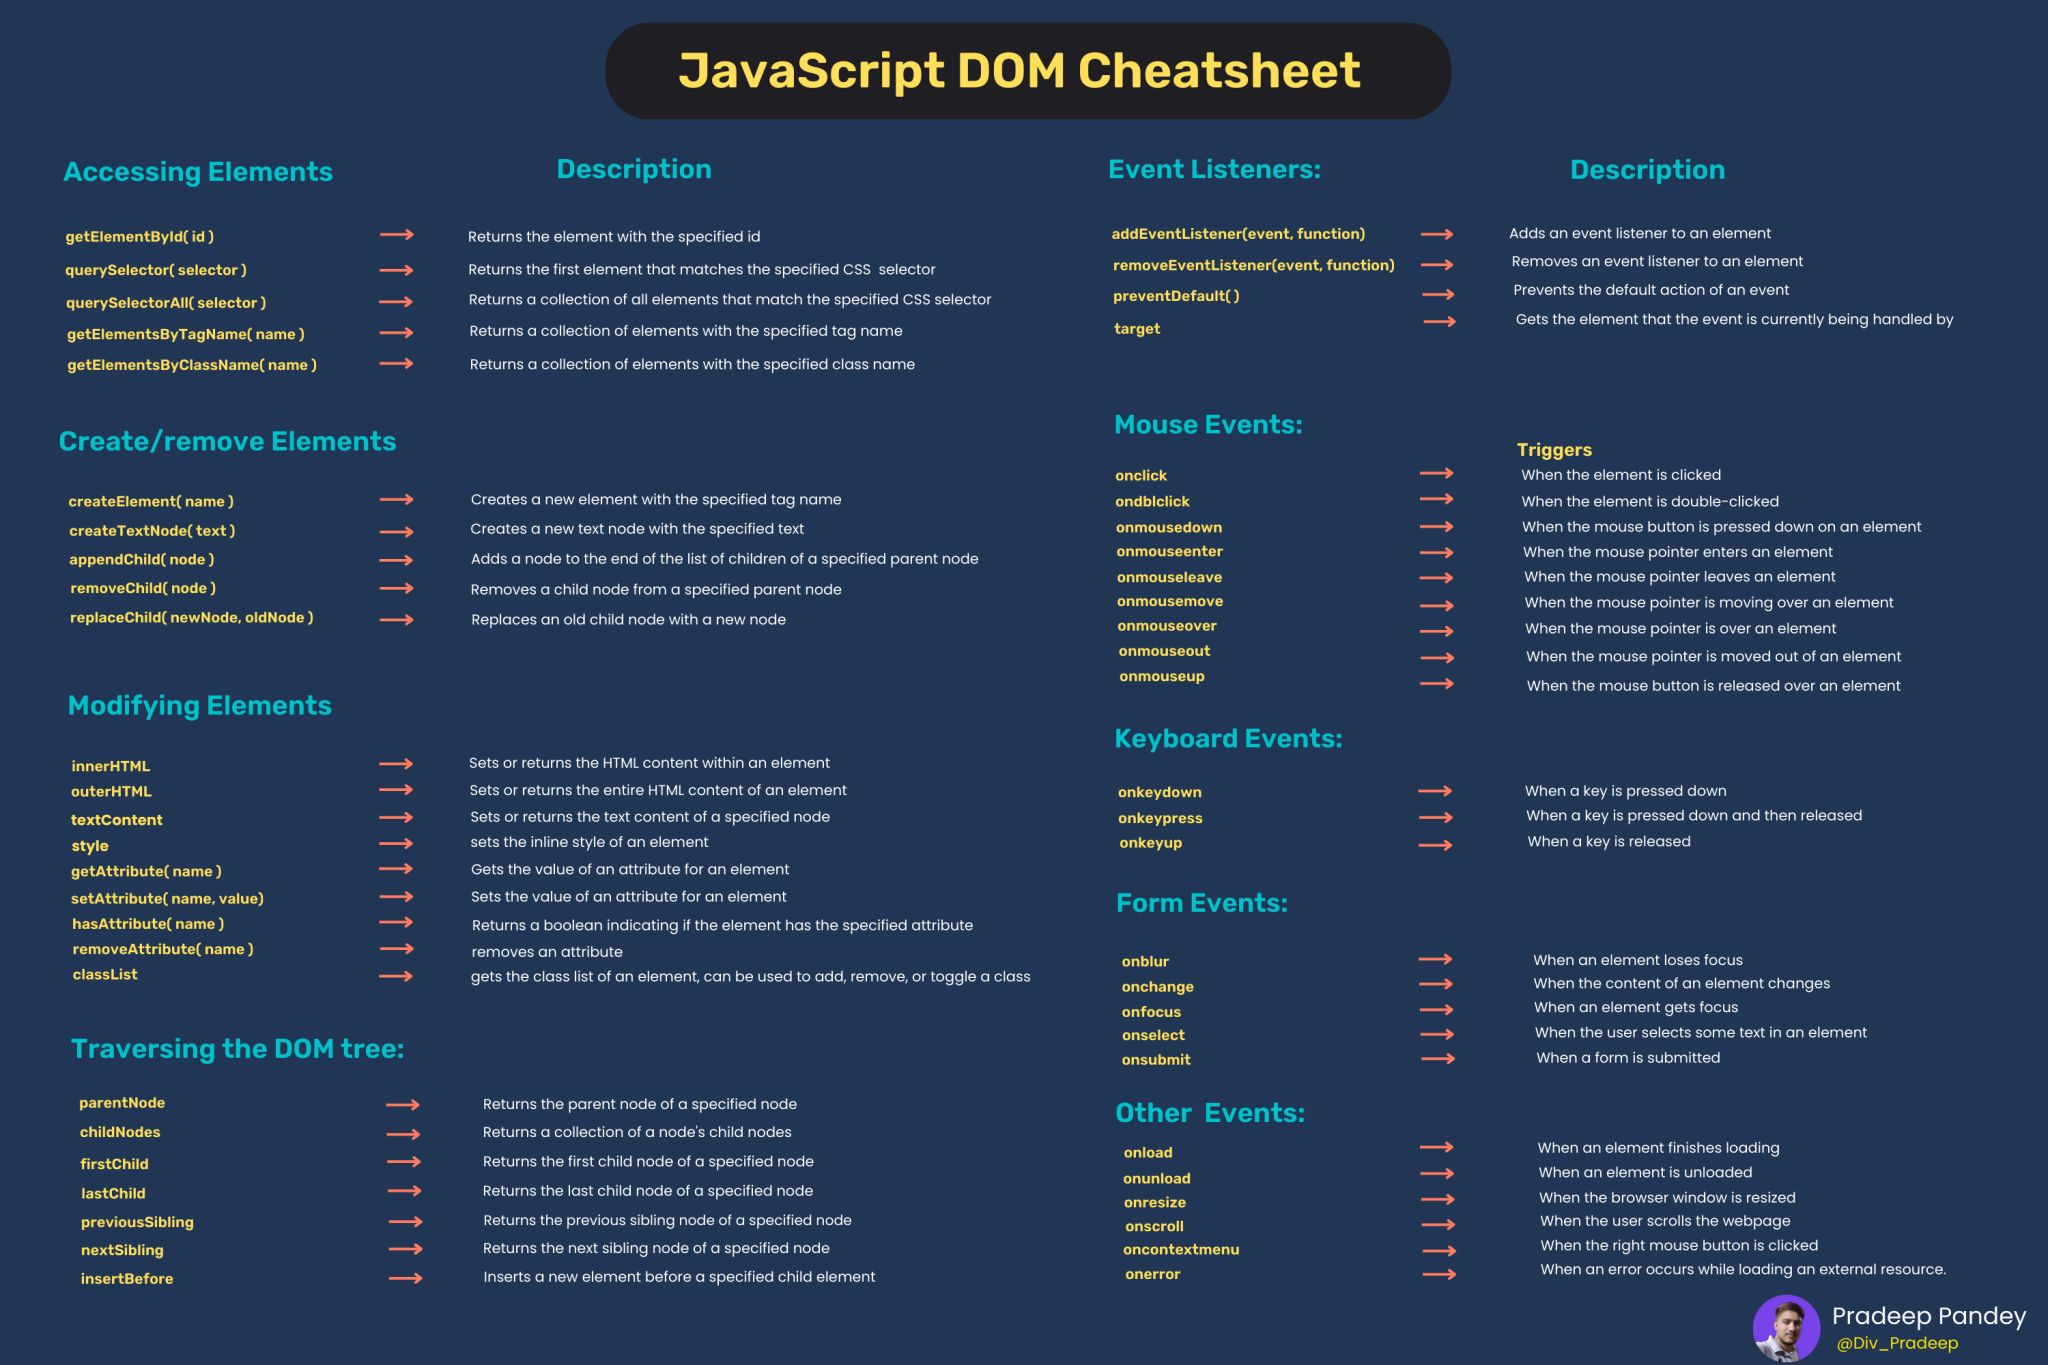 JavaScript DOM Cheatsheet
Accessing Elements
Description
getElementById( id )
Returns the element with the specified id
querySelector( selector )
Returns the first element that matches the specified CSS  selector
querySelectorAll( selector )
Returns a collection of all elements that match the specified CSS selector
getElementsByTagName( name )
Returns a collection of elements with the specified tag name
getElementsByClassName( name )
Returns a collection of elements with the specified class name
Create/remove Elements
createElement( name )
Creates a new element with the specified tag name
createTextNode( text )
Creates a new text node with the specified text
appendChild( node )
Adds a node to the end of the list of children of a specified parent node
removeChild( node )
Removes a child node from a specified parent node
replaceChild( newNode, oldNode )
Replaces an old child node with a new node
Modifying Elements
innerHTML
Sets or returns the HTML content within an element
outerHTML
Sets or returns the entire HTML content of an element
textContent
Sets or returns the text content of a specified node
style
sets the inline style of an element
getAttribute( name )
Gets the value of an attribute for an element
setAttribute( name, value)
Sets the value of an attribute for an element
hasAttribute( name )
Returns a boolean indicating if the element has the specified attribute
removeAttribute( name )
removes an attribute
classList
gets the class list of an element, can be used to add, remove, or toggle a class
Traversing the DOM tree:
parentNode
Returns the parent node of a specified node
childNodes
Returns a collection of a node's child nodes
firstChild
Returns the first child node of a specified node
lastChild
Returns the last child node of a specified node
previousSibling
Returns the previous sibling node of a specified node
nextSibling
Returns the next sibling node of a specified node
insertBefore
Inserts a new element before a specified child element
Event Listeners:
Description
addEventListener(event, function)
Adds an event listener to an element
removeEventListener(event, function)
Removes an event listener to an element
preventDefault( )
Prevents the default action of an event
target
Gets the element that the event is currently being handled by
Mouse Events:
Triggers
onclick
When the element is clicked
ondblclick
When the element is double-clicked
onmousedown
When the mouse button is pressed down on an element
onmouseenter
When the mouse pointer enters an element
onmouseleave
When the mouse pointer leaves an element
onmousemove
When the mouse pointer is moving over an element
onmouseover
When the mouse pointer is over an element
onmouseout
When the mouse pointer is moved out of an element
onmouseup
When the mouse button is released over an element
Keyboard Events:
onkeydown
When a key is pressed down
onkeypress
When a key is pressed down and then released
onkeyup
When a key is released
Form Events:
onblur
When an element loses focus
onchange
When the content of an element changes
onfocus
When an element gets focus
onselect
When the user selects some text in an element
onsubmit
When a form is submitted
Other  Events:
onload
When an element finishes loading
onunload
When an element is unloaded
onresize
When the browser window is resized
onscroll
When the user scrolls the webpage
oncontextmenu
When the right mouse button is clicked
onerror
When an error occurs while loading an external resource.
Pradeep Pandey
@Div_Pradeep